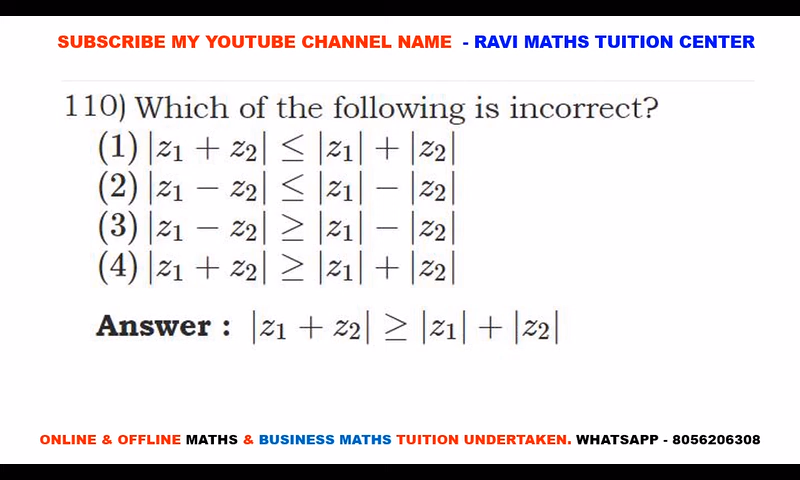 SUBSCRIBE MY YOUTUBE CHANNEL NAME - RAVI MATHS TUITION CENTER
110) Which of the following is incorrect?
(1) |z₁ + z₂| ≤ |z₁| + |z₂|
(2) |z₁ − z₂| ≤ |z₁| − |z₂|
(3) |z₁ − z₂| ≥ |z₁| − |z₂|
(4) |z₁ + z₂| ≥ |z₁| + |z₂|
Answer : |z₁ + z₂| ≥ |z₁| + |z₂|
ONLINE & OFFLINE MATHS & BUSINESS MATHS TUITION UNDERTAKEN. WHATSAPP - 8056206308